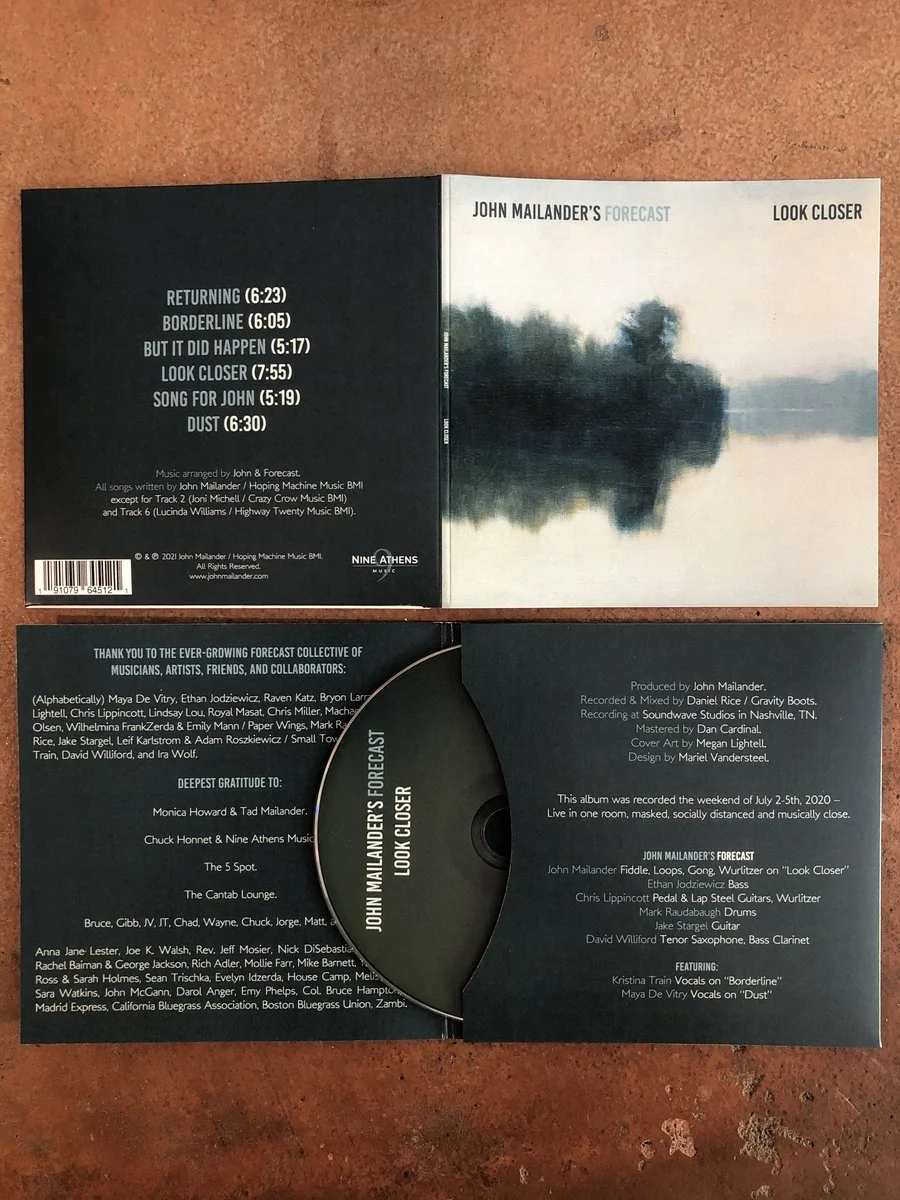 RETURNING (6:23)
BORDERLINE (6:05)
BUT IT DID HAPPEN (5:17)
LOOK CLOSER (7:55)
SONG FOR JOHN (5:19)
DUST (6:30)
Music arranged by John & Forecast.
All songs written by John Mailander / Hoping Machine Music BMI
except for Track 2 (Joni Michell / Crazy Crow Music BMI)
and Track 6 (Lucinda Williams / Highway Twenty Music BMI).
© & ℗ 2021 John Mailander / Hoping Machine Music BMI.
All Rights Reserved.
www.johnmailander.com
1 91079 64512 1
9
NINE ATHENS
MUSIC
JOHN MAILANDER'S FORECAST
LOOK CLOSER
JOHN MAILANDER'S FORECAST LOOK CLOSER
THANK YOU TO THE EVER-GROWING FORECAST COLLECTIVE OF
MUSICIANS, ARTISTS, FRIENDS, AND COLLABORATORS:
(Alphabetically) Maya De Vitry, Ethan Jodziewicz, Raven Katz, Bryon
Lightell, Chris Lippincott, Lindsay Lou, Royal Masat, Chris Miller,
Olsen, Wilhelmina FrankZerda & Emily Mann / Paper Wings, Mark
Rice, Jake Stargel, Leif Karlstrom & Adam Roszkiewicz / Small
Train, David Williford, and Ira Wolf.
DEEPEST GRATITUDE TO:
Monica Howard & Tad Mailander.
Chuck Honnet & Nine Athens Music
The 5 Spot.
The Cantab Lounge.
Bruce, Gibb, JV, JT, Chad, Wayne, Chuck, Jorge, Matt,
Anna Jane Lester, Joe K. Walsh, Rev. Jeff Mosier, Nick
Rachel Baiman & George Jackson, Rich Adler, Mollie Farr, Mike Barnett,
Ross & Sarah Holmes, Sean Trischka, Evelyn Idzerda, House Camp,
Sara Watkins, John McGann, Darol Anger, Emy Phelps, Col. Bruce
Madrid Express, California Bluegrass Association, Boston Bluegrass Union, Zambi.
JOHN MAILANDER'S FORECAST
LOOK CLOSER
Produced by John Mailander.
Recorded & Mixed by Daniel Rice / Gravity Boots.
Recording at Soundwave Studios in Nashville, TN.
Mastered by Dan Cardinal.
Cover Art by Megan Lightell.
Design by Mariel Vandersteel.
This album was recorded the weekend of July 2-5th, 2020 –
Live in one room, masked, socially distanced and musically close.
JOHN MAILANDER'S FORECAST
John Mailander Fiddle, Loops, Gong, Wurlitzer on "Look Closer"
Ethan Jodziewicz Bass
Chris Lippincott Pedal & Lap Steel Guitars, Wurlitzer
Mark Raudabaugh Drums
Jake Stargel Guitar
David Williford Tenor Saxophone, Bass Clarinet
FEATURING:
Kristina Train Vocals on "Borderline"
Maya De Vitry Vocals on "Dust"